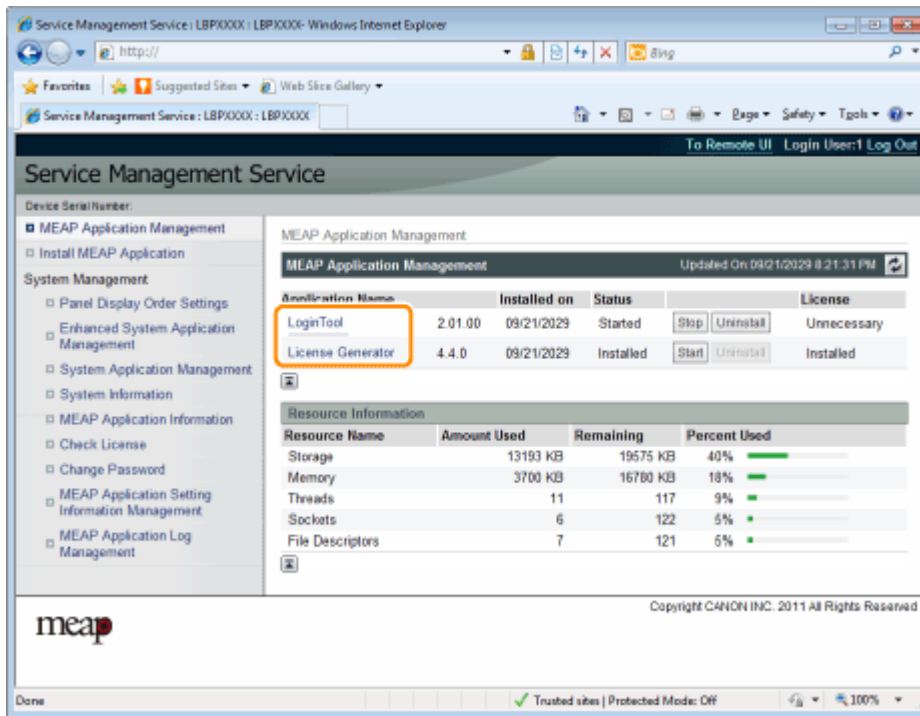 Service Management Service : LBPXXXX : LBPXXXX- Windows Internet Explorer
http://
Bing
Favorites Suggested Sites Web Slice Gallery
Service Management Service : LBPXXXX : LBPXXXX
Page Safety Tools
To Remote UI Login User:1 Log Out
Service Management Service
Device Serial Number:
MEAP Application Management
Install MEAP Application
System Management
Panel Display Order Settings
Enhanced System Application
Management
System Application Management
System Information
MEAP Application Information
Check License
Change Password
MEAP Application Setting
Information Management
MEAP Application Log
Management
MEAP Application Management
MEAP Application Management Updated On:09/21/2029 8:21:31 PM
Application Name Installed on Status License
LoginTool 2.01.00 09/21/2029 Started Stop Uninstall Unnecessary
License Generator 4.4.0 09/21/2029 Installed Start Uninstall Installed
Resource Information
Resource Name Amount Used Remaining Percent Used
Storage 13193 KB 19575 KB 40%
Memory 3700 KB 16780 KB 18%
Threads 11 117 9%
Sockets 6 122 5%
File Descriptors 7 121 5%
Copyright CANON INC. 2011 All Rights Reserved
meap
Done Trusted sites | Protected Mode: Off 100%